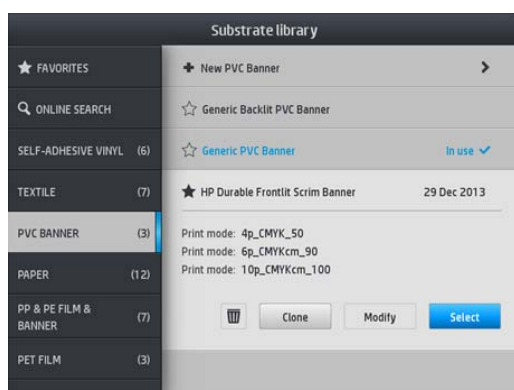 Substrate library
FAVORITES
ONLINE SEARCH
SELF-ADHESIVE VINYL (6)
TEXTILE (7)
PVC BANNER (3)
PAPER (12)
PP & PE FILM &
BANNER (7)
PET FILM (3)
New PVC Banner
Generic Backlit PVC Banner
Generic PVC Banner In use
HP Durable Frontlit Scrim Banner 29 Dec 2013
Print mode: 4p_CMYK_50
Print mode: 6p_CMYKcm_90
Print mode: 10p_CMYKcm_100
Clone Modify Select